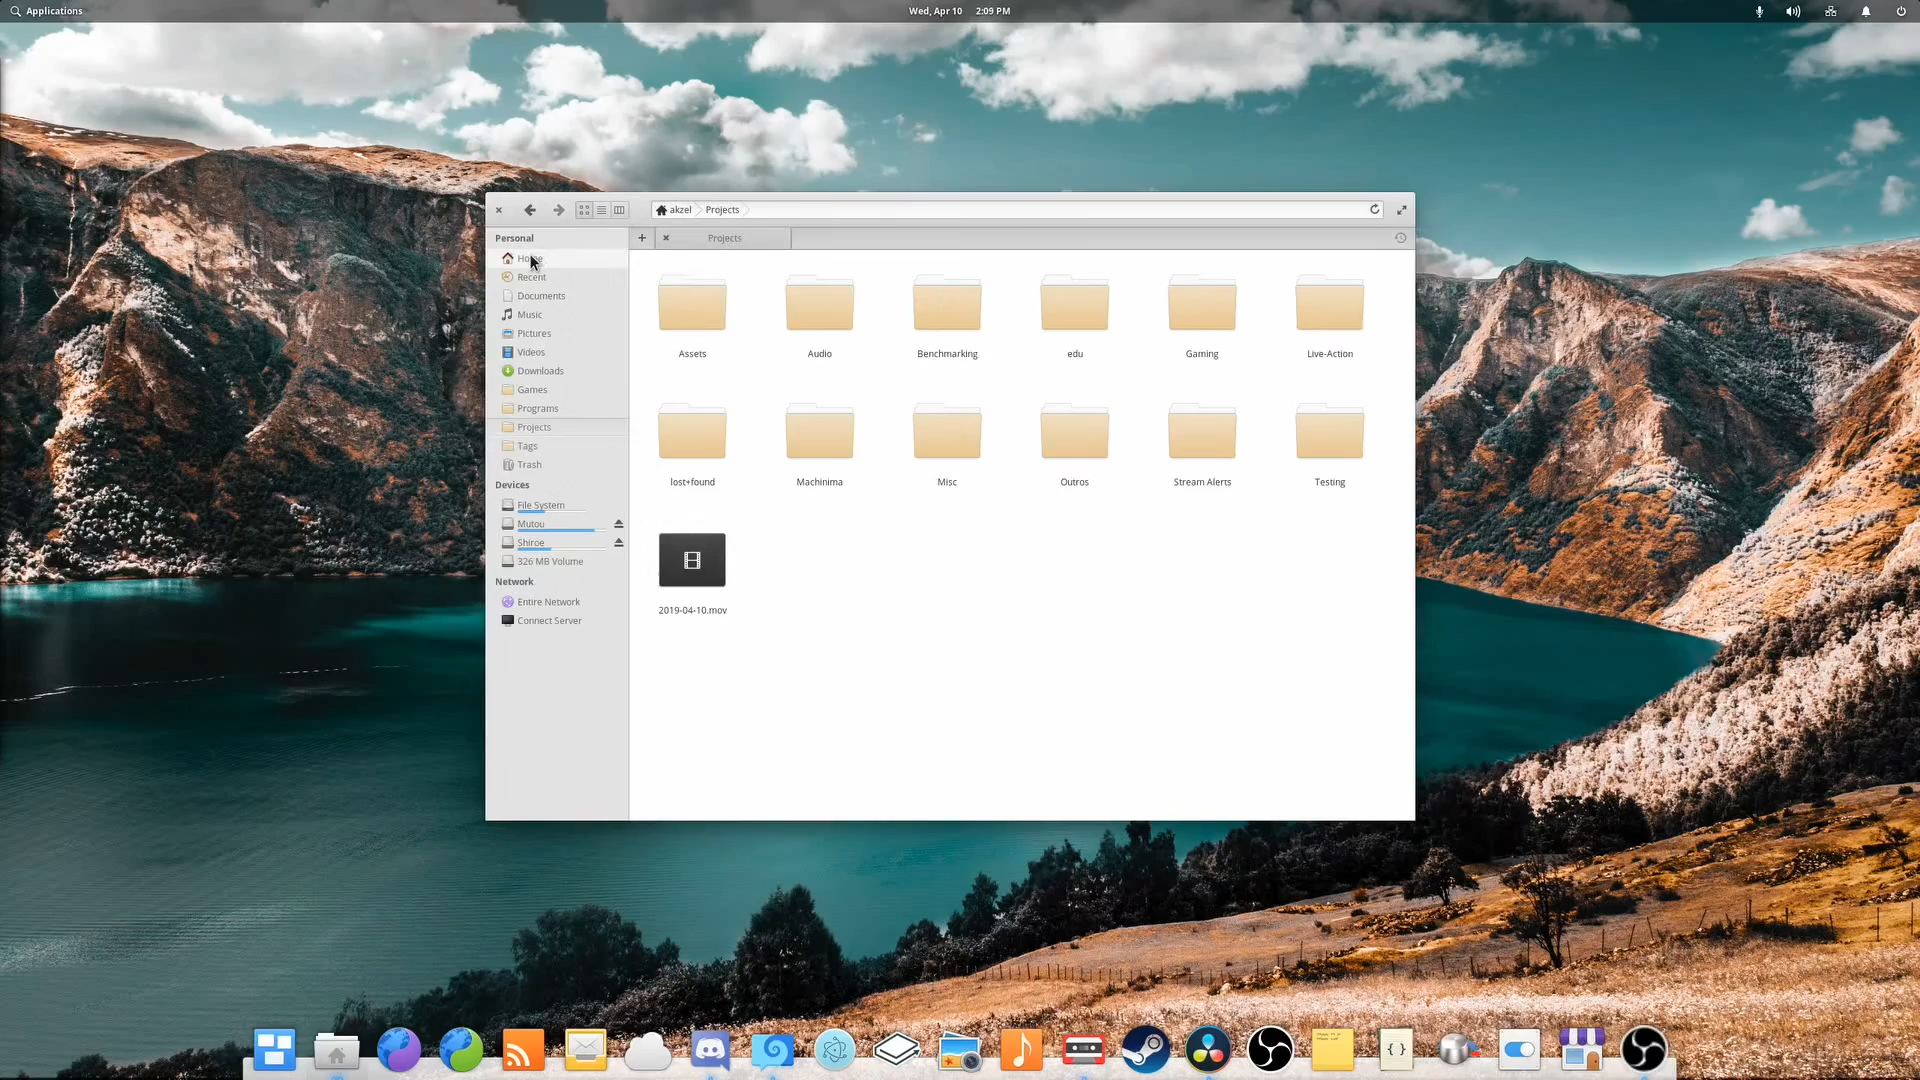 Applications
Wed, Apr 10 2:09 PM
akzel Projects
Personal
Projects
Home
Recent
Documents
Music
Pictures
Videos
Downloads
Games
Programs
Projects
Tags
Trash
Devices
File System
Mutou
Shiroe
326 MB Volume
Network
Entire Network
Connect Server
Assets Audio Benchmarking edu Gaming Live-Action
lost+found Machinima Misc Outros Stream Alerts Testing
2019-04-10.mov
{ }